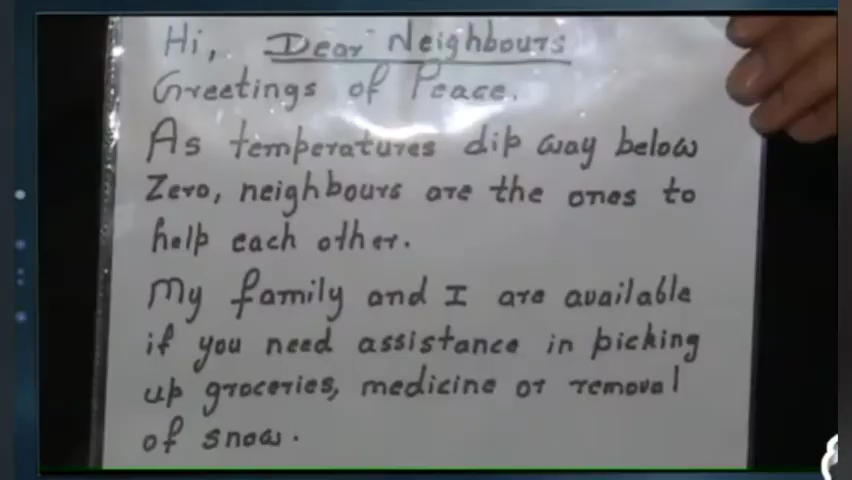 Hi, Dear Neighbours
Greetings of Peace.
As temperatures dip way below
Zero, neighbours are the ones to
help each other.
My family and I are available
if you need assistance in picking
up groceries, medicine or removal
of snow.